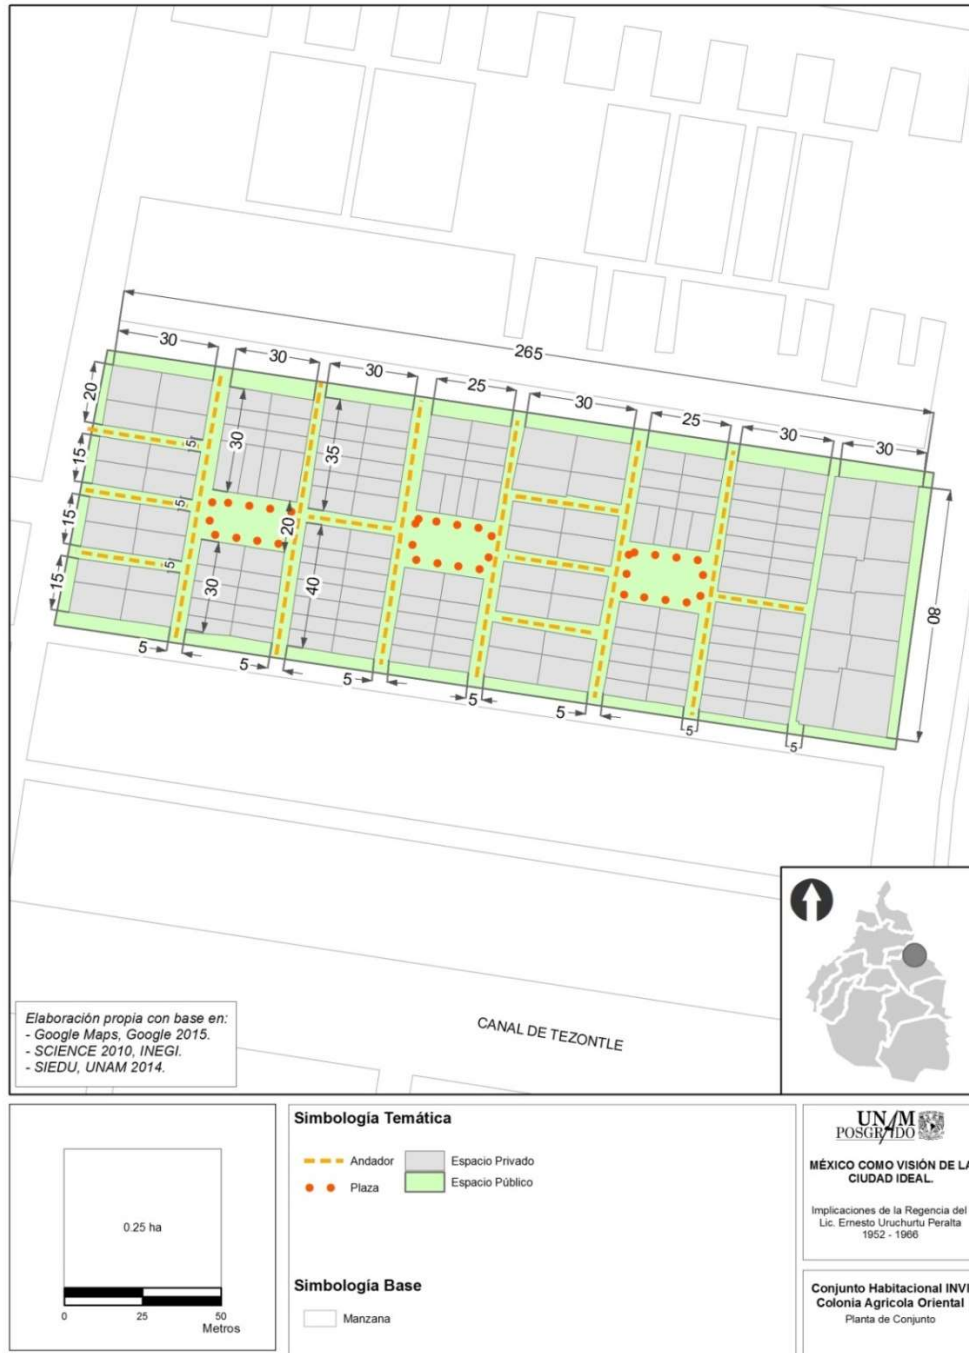 265
30
30
30
25
30
25
30
30
20
15
15
15
5
5
5
30
20
30
35
40
80
5
5
5
5
5
5
5
CANAL DE TEZONTLE
Elaboración propia con base en:
- Google Maps, Google 2015.
- SCIENCE 2010, INEGI.
- SIEDU, UNAM 2014.
0.25 ha
0 25 50
Metros
Simbología Temática
Andador
Plaza
Espacio Privado
Espacio Público
Simbología Base
Manzana
UNAM
POSGRADO
MÉXICO COMO VISIÓN DE LA
CIUDAD IDEAL.
Implicaciones de la Regencia del
Lic. Ernesto Uruchurtu Peralta
1952 - 1966
Conjunto Habitacional INVI
Colonia Agricola Oriental
Planta de Conjunto